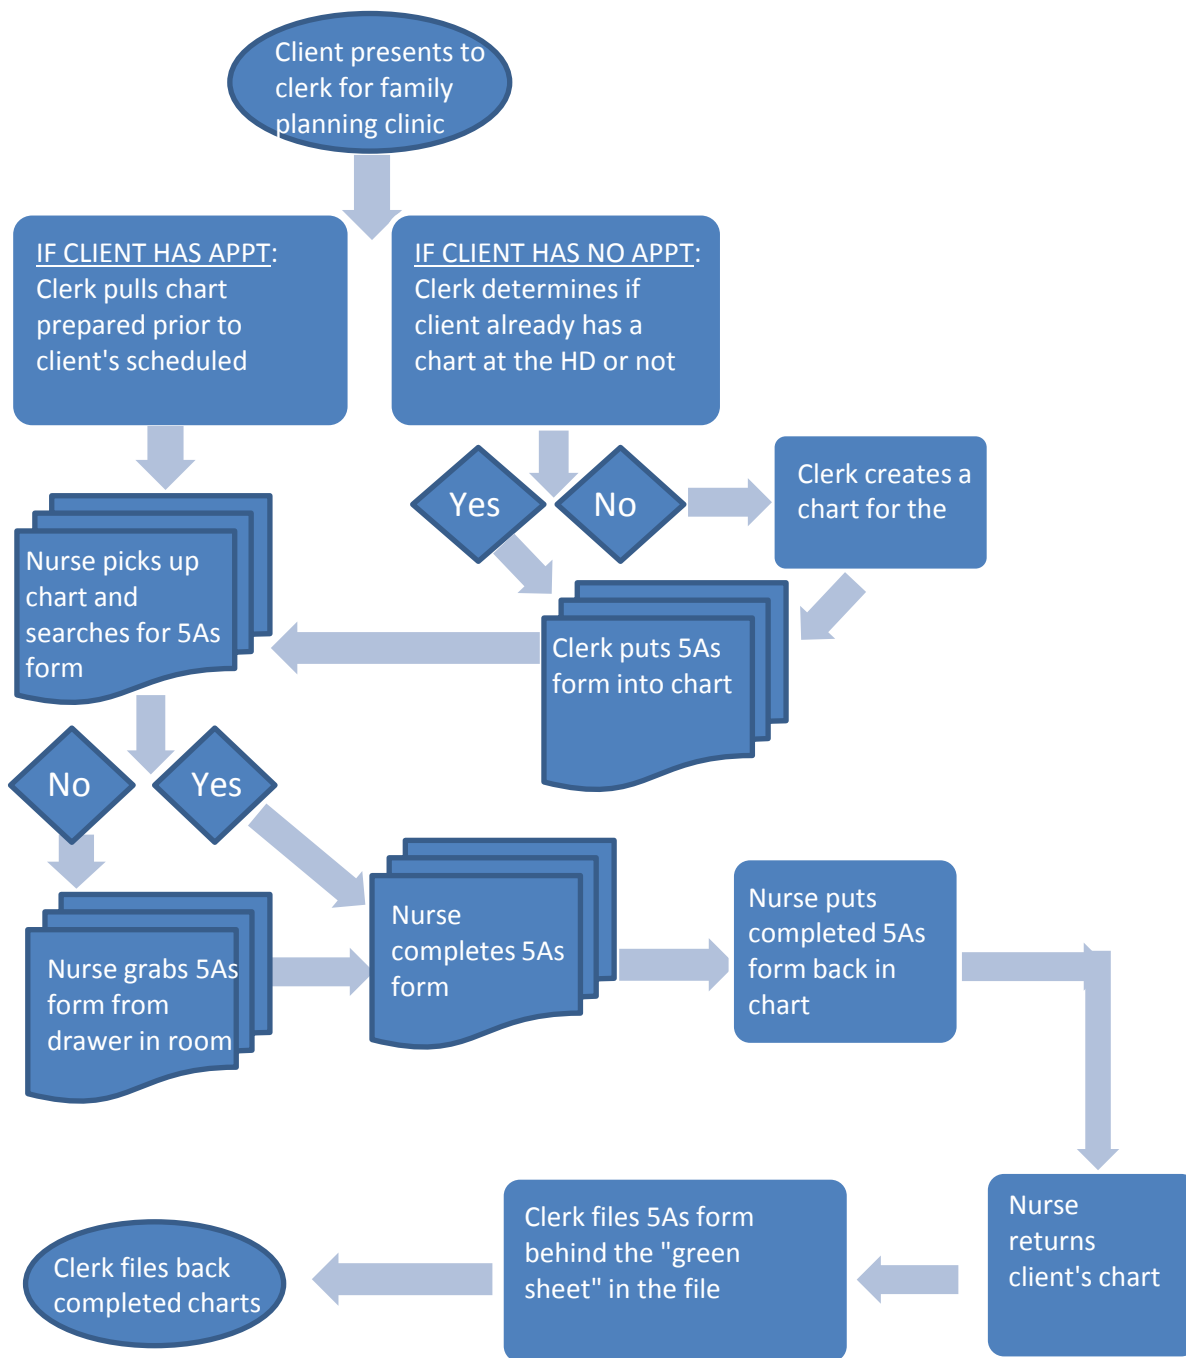 Client presents to
clerk for family
planning clinic
IF CLIENT HAS APPT:
Clerk pulls chart
prepared prior to
client's scheduled
IF CLIENT HAS NO APPT:
Clerk determines if
client already has a
chart at the HD or not
Yes
No
Clerk creates a
chart for the
Nurse picks up
chart and
searches for 5As
form
Clerk puts 5As
form into chart
No
Yes
Nurse grabs 5As
form from
drawer in room
Nurse
completes 5As
form
Nurse puts
completed 5As
form back in
chart
Nurse
returns
client's chart
Clerk files 5As form
behind the "green
sheet" in the file
Clerk files back
completed charts